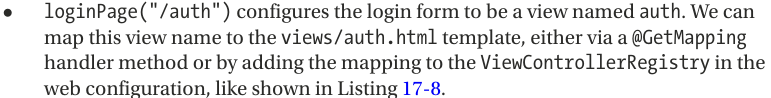 • loginPage("/auth") configures the login form to be a view named auth. We can
map this view name to the views/auth.html template, either via a @GetMapping
handler method or by adding the mapping to the ViewControllerRegistry in the
web configuration, like shown in Listing 17-8.